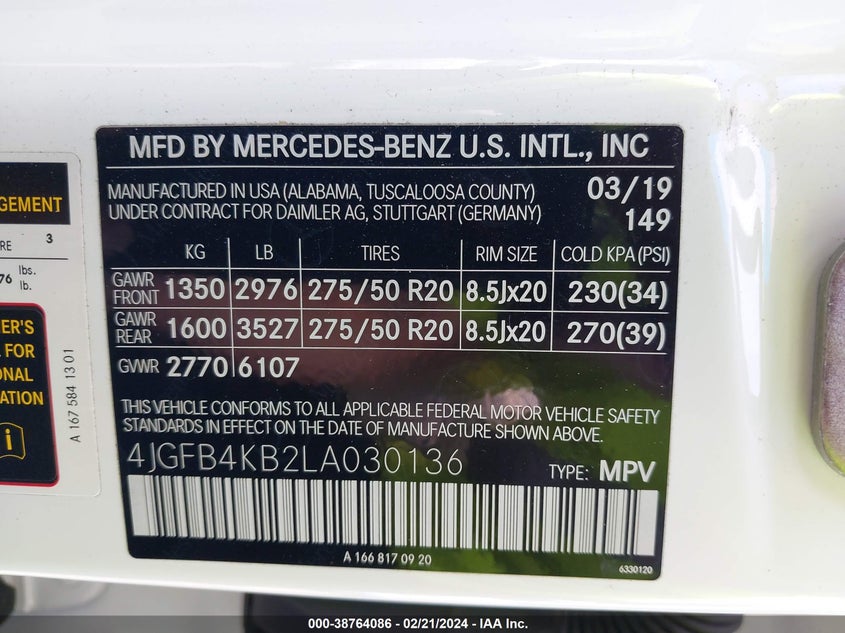 GEMENT
RE 3
76 lbs.
lb.
ER'S
FOR
ONAL
ATION
i
A 167 584 13 01
MFD BY MERCEDES-BENZ U.S. INTL., INC
MANUFACTURED IN USA (ALABAMA, TUSCALOOSA COUNTY) 03/19
UNDER CONTRACT FOR DAIMLER AG, STUTTGART (GERMANY) 149
KG LB TIRES RIM SIZE COLD KPA (PSI)
GAWR FRONT 1350 2976 275/50 R20 8.5Jx20 230(34)
GAWR REAR 1600 3527 275/50 R20 8.5Jx20 270(39)
GVWR 2770 6107
THIS VEHICLE CONFORMS TO ALL APPLICABLE FEDERAL MOTOR VEHICLE SAFETY
STANDARDS IN EFFECT ON THE DATE OF MANUFACTURE SHOWN ABOVE.
4JGFB4KB2LA030136 TYPE: MPV
A 166 817 09 20
6330120
000-38764086 - 02/21/2024 - IAA Inc.